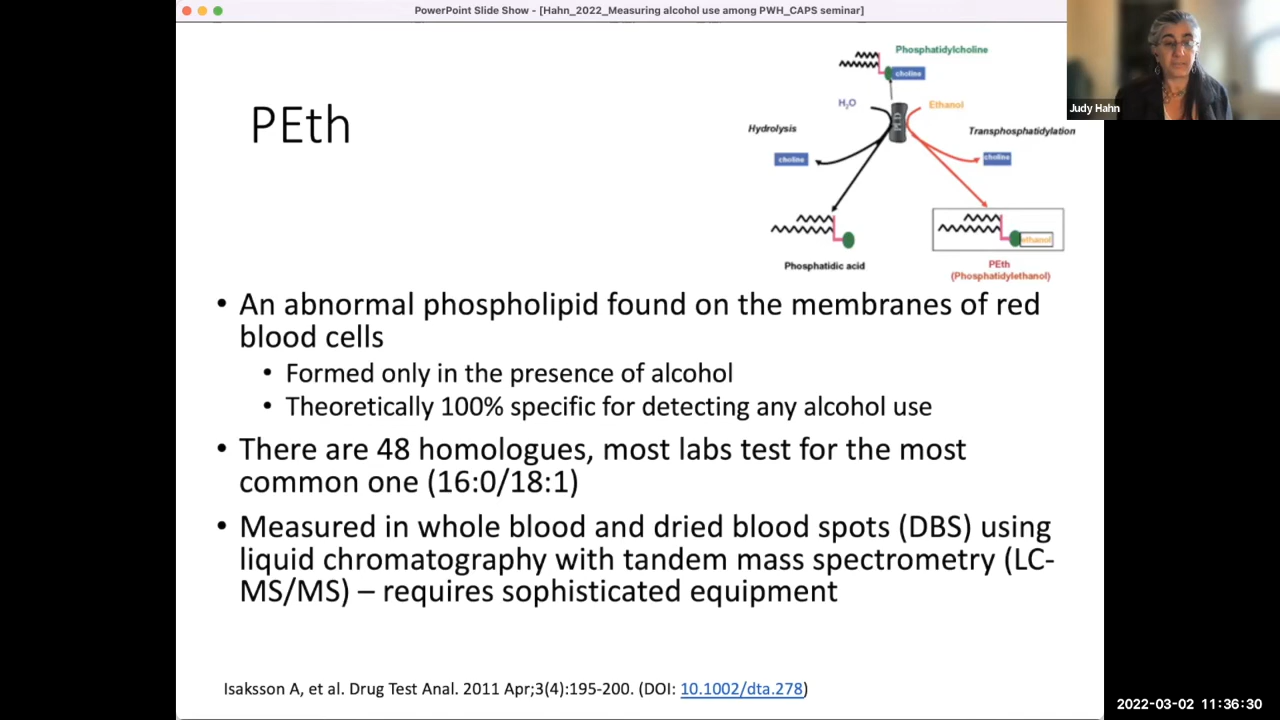 PowerPoint Slide Show - [Hahn_2022_Measuring alcohol use among PWH_CAPS seminar]
Judy Hahn
PEth
Phosphatidylcholine
choline
H₂O
Ethanol
Hydrolysis
Transphosphatidylation
choline
choline
ethanol
Phosphatidic acid
PEth
(Phosphatidylethanol)
• An abnormal phospholipid found on the membranes of red
blood cells
• Formed only in the presence of alcohol
• Theoretically 100% specific for detecting any alcohol use
• There are 48 homologues, most labs test for the most
common one (16:0/18:1)
• Measured in whole blood and dried blood spots (DBS) using
liquid chromatography with tandem mass spectrometry (LC-
MS/MS) – requires sophisticated equipment
Isaksson A, et al. Drug Test Anal. 2011 Apr;3(4):195-200. (DOI: 10.1002/dta.278)
2022-03-02 11:36:30